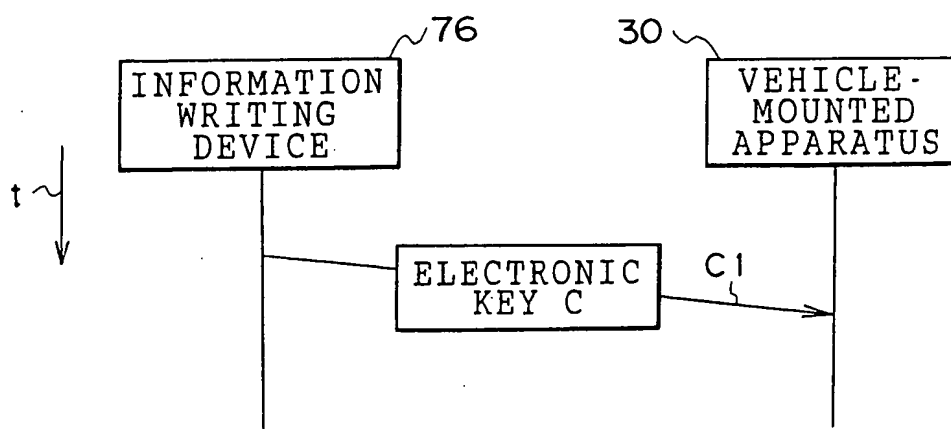 76
30
INFORMATION
WRITING
DEVICE
VEHICLE-
MOUNTED
APPARATUS
t
ELECTRONIC
KEY C
C1